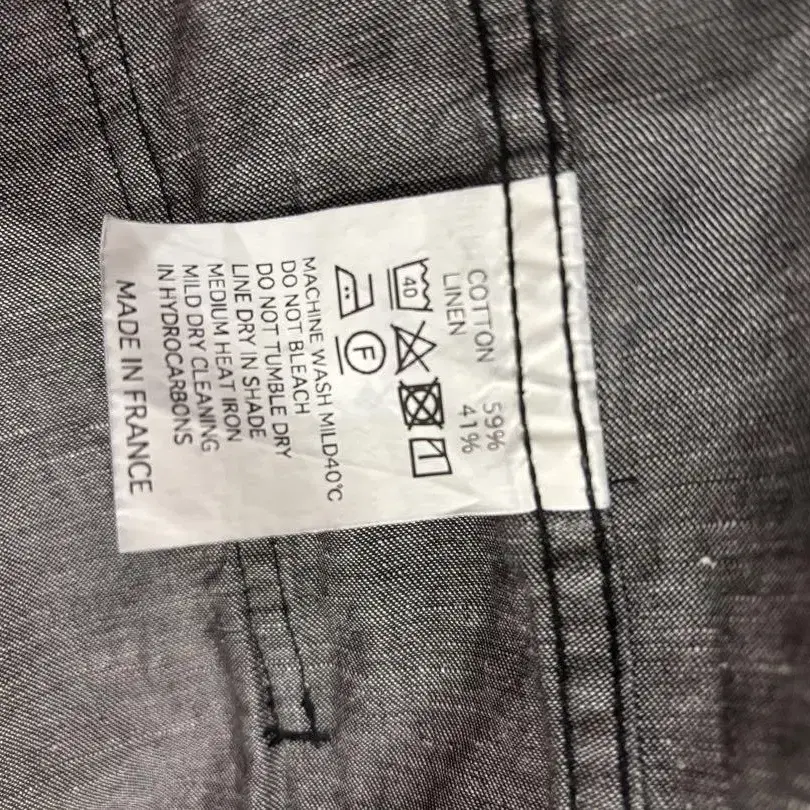 COTTON 59%
LINEN 41%
40
F
MACHINE WASH MILD40℃
DO NOT BLEACH
DO NOT TUMBLE DRY
LINE DRY IN SHADE
MEDIUM HEAT IRON
MILD DRY CLEANING
IN HYDROCARBONS
MADE IN FRANCE